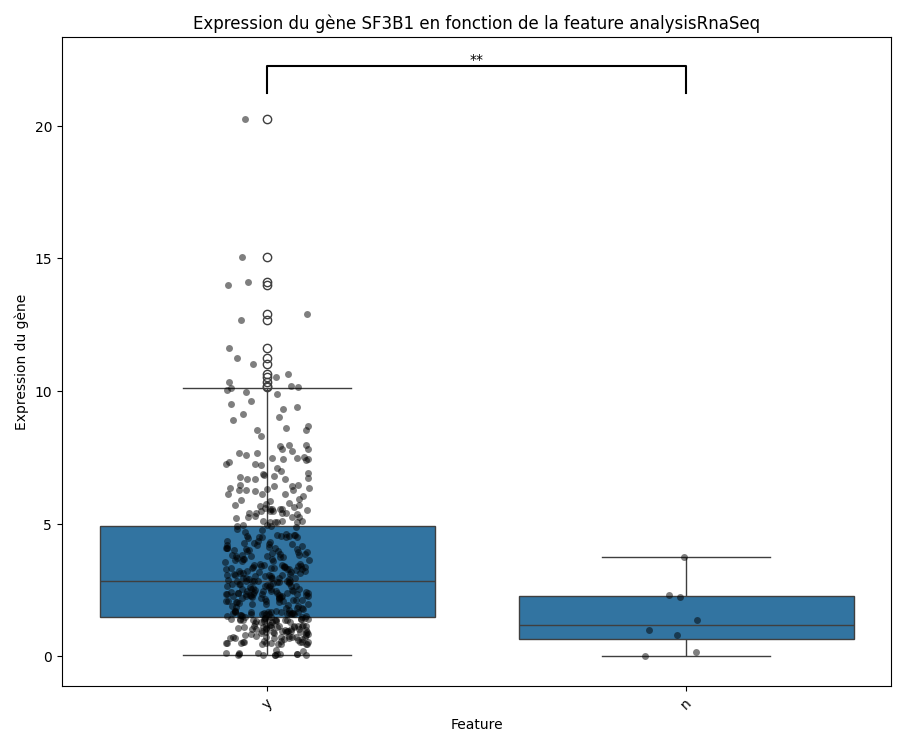 Expression du gène SF3B1 en fonction de la feature analysisRnaSeq
**
20
15
10
5
0
Expression du gène
y
n
Feature